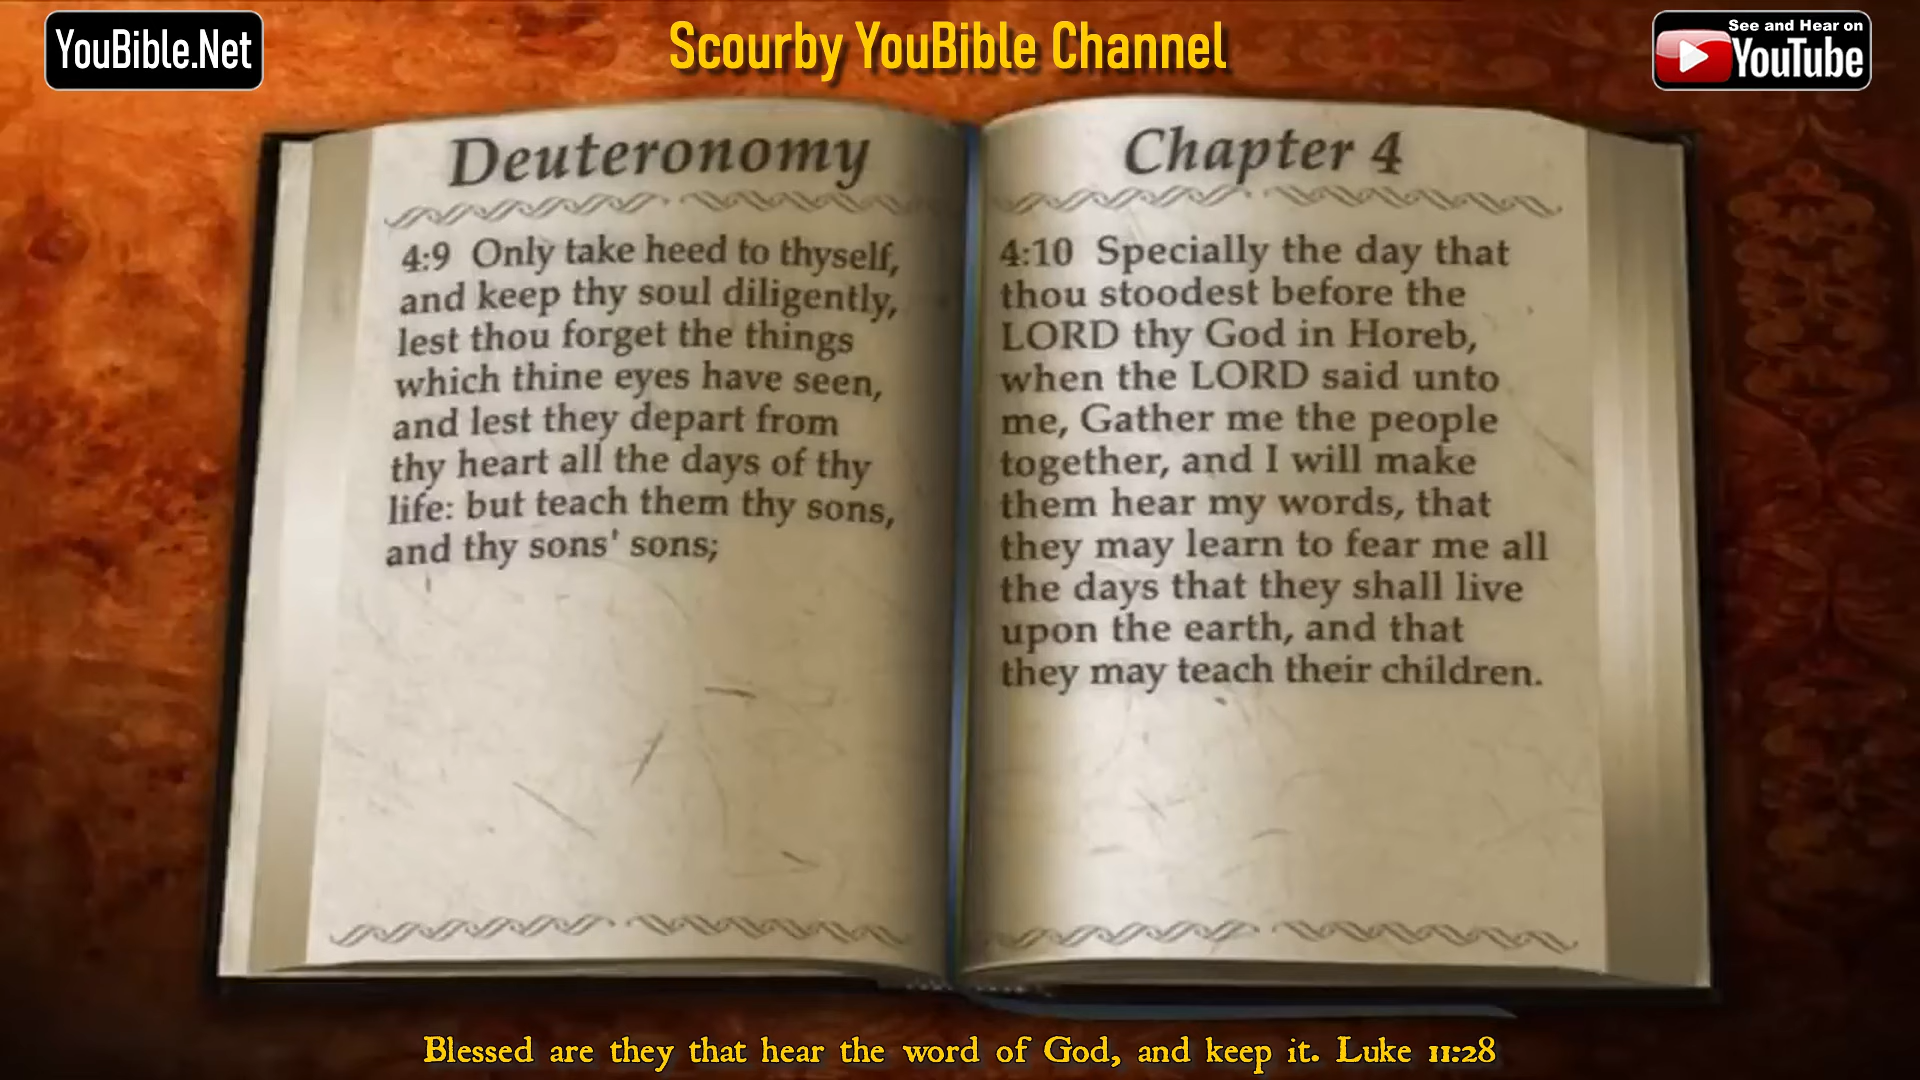 YouBible.Net
Scourby YouBible Channel
See and Hear on
YouTube
Deuteronomy
4:9 Only take heed to thyself,
and keep thy soul diligently,
lest thou forget the things
which thine eyes have seen,
and lest they depart from
thy heart all the days of thy
life: but teach them thy sons,
and thy sons' sons;
Chapter 4
4:10 Specially the day that
thou stoodest before the
LORD thy God in Horeb,
when the LORD said unto
me, Gather me the people
together, and I will make
them hear my words, that
they may learn to fear me all
the days that they shall live
upon the earth, and that
they may teach their children.
Blessed are they that hear the word of God, and keep it. Luke 11:28